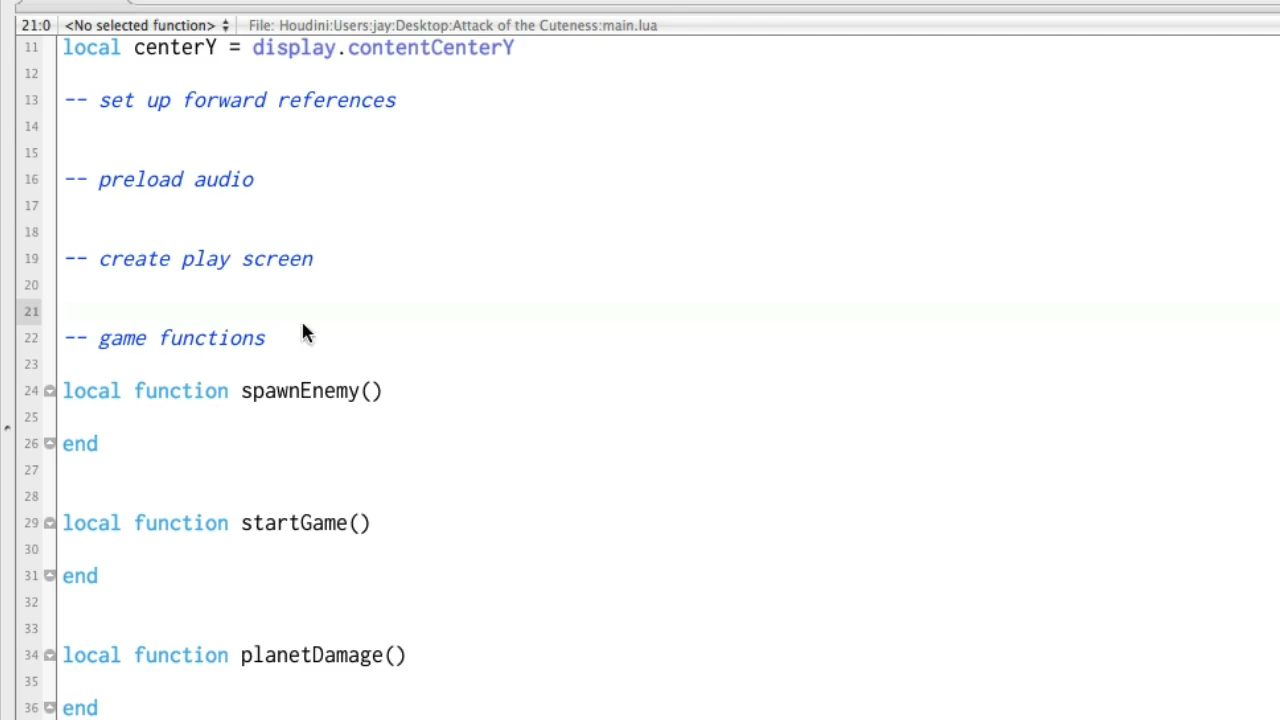 21:0 <No selected function> File: Houdini:Users:jay:Desktop:Attack of the Cuteness:main.lua
11 local centerY = display.contentCenterY
12
13 -- set up forward references
14
15
16 -- preload audio
17
18
19 -- create play screen
20
21
22 -- game functions
23
24 local function spawnEnemy()
25
26 end
27
28
29 local function startGame()
30
31 end
32
33
34 local function planetDamage()
35
36 end